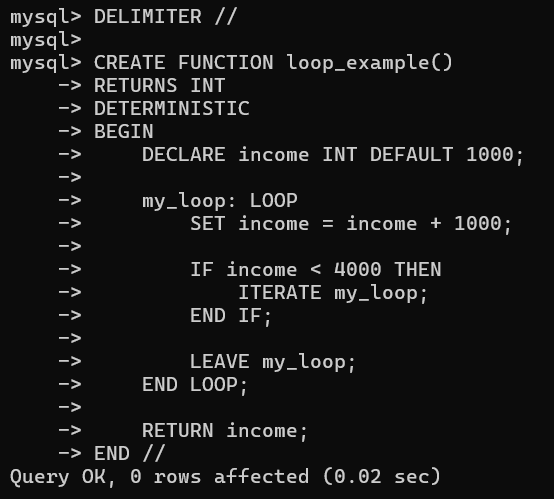 mysql> DELIMITER //
mysql>
mysql> CREATE FUNCTION loop_example()
    -> RETURNS INT
    -> DETERMINISTIC
    -> BEGIN
    ->     DECLARE income INT DEFAULT 1000;
    ->
    ->     my_loop: LOOP
    ->         SET income = income + 1000;
    ->
    ->         IF income < 4000 THEN
    ->             ITERATE my_loop;
    ->         END IF;
    ->
    ->         LEAVE my_loop;
    ->     END LOOP;
    ->
    ->     RETURN income;
    -> END //
Query OK, 0 rows affected (0.02 sec)